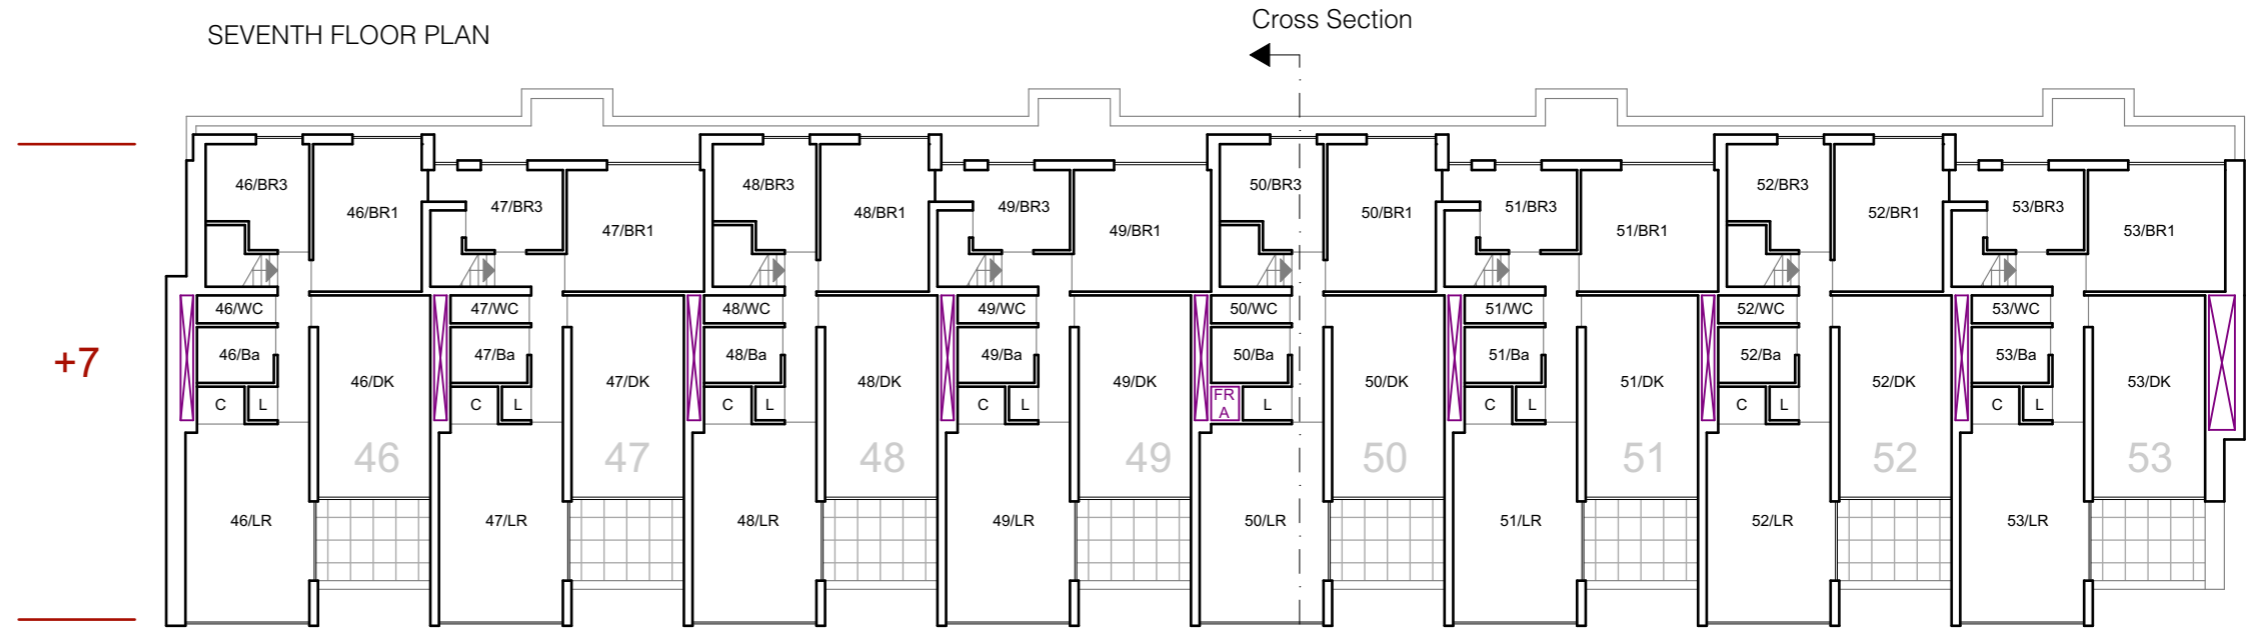 Cross Section
SEVENTH FLOOR PLAN
46/BR3 46/BR1 47/BR3 47/BR1 48/BR3 48/BR1 49/BR3 49/BR1 50/BR3 50/BR1 51/BR3 51/BR1 52/BR3 52/BR1 53/BR3 53/BR1
46/WC 47/WC 48/WC 49/WC 50/WC 51/WC 52/WC 53/WC
+7
46/Ba 47/Ba 48/Ba 49/Ba 50/Ba 51/Ba 52/Ba 53/Ba
46/DK 47/DK 48/DK 49/DK 50/DK 51/DK 52/DK 53/DK
C L C L C L C L FR L C L C L C L
A
46 47 48 49 50 51 52 53
46/LR 47/LR 48/LR 49/LR 50/LR 51/LR 52/LR 53/LR